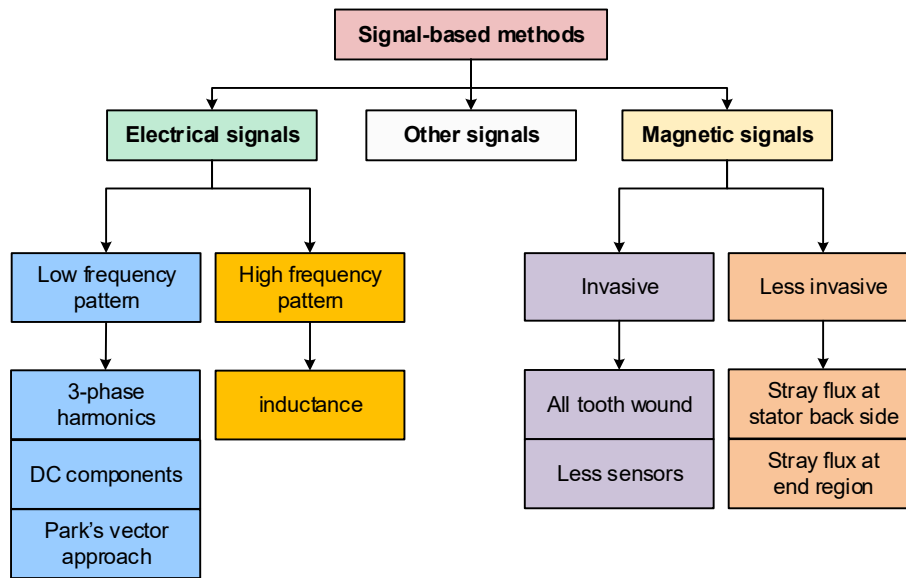 Signal-based methods
Electrical signals
Other signals
Magnetic signals
Low frequency
pattern
High frequency
pattern
Invasive
Less invasive
3-phase
harmonics
DC components
Park's vector
approach
inductance
All tooth wound
Less sensors
Stray flux at
stator back side
Stray flux at
end region